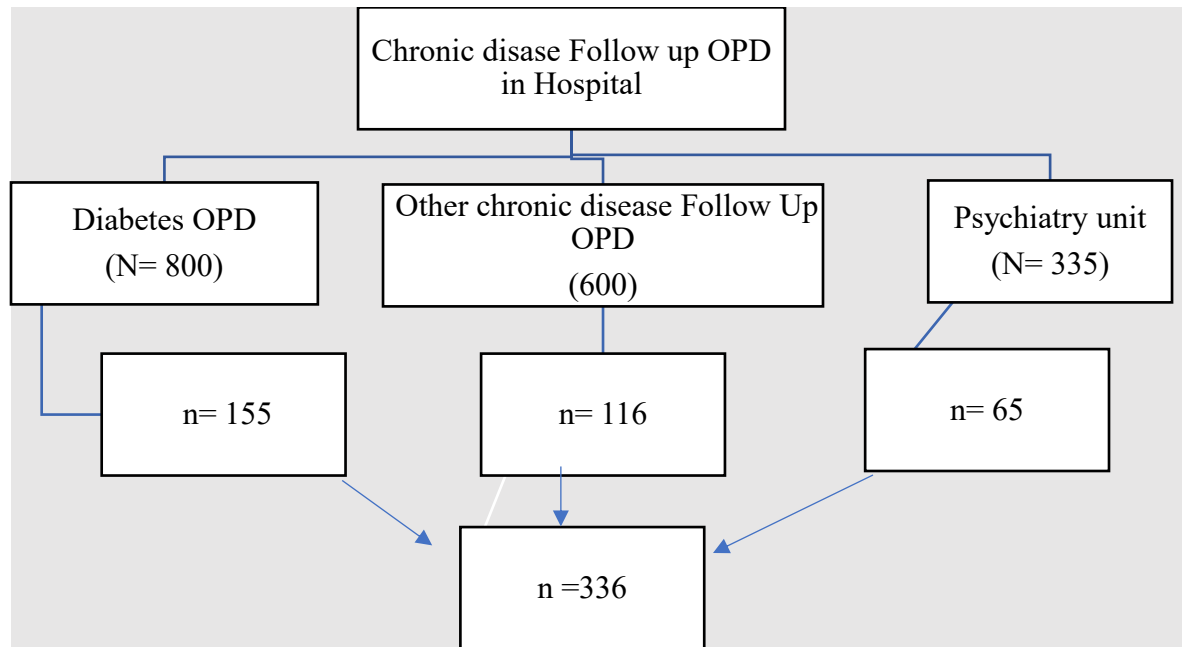 Chronic disase Follow up OPD
in Hospital
Diabetes OPD
(N= 800)
Other chronic disease Follow Up
OPD
(600)
Psychiatry unit
(N= 335)
n= 155
n= 116
n= 65
n =336